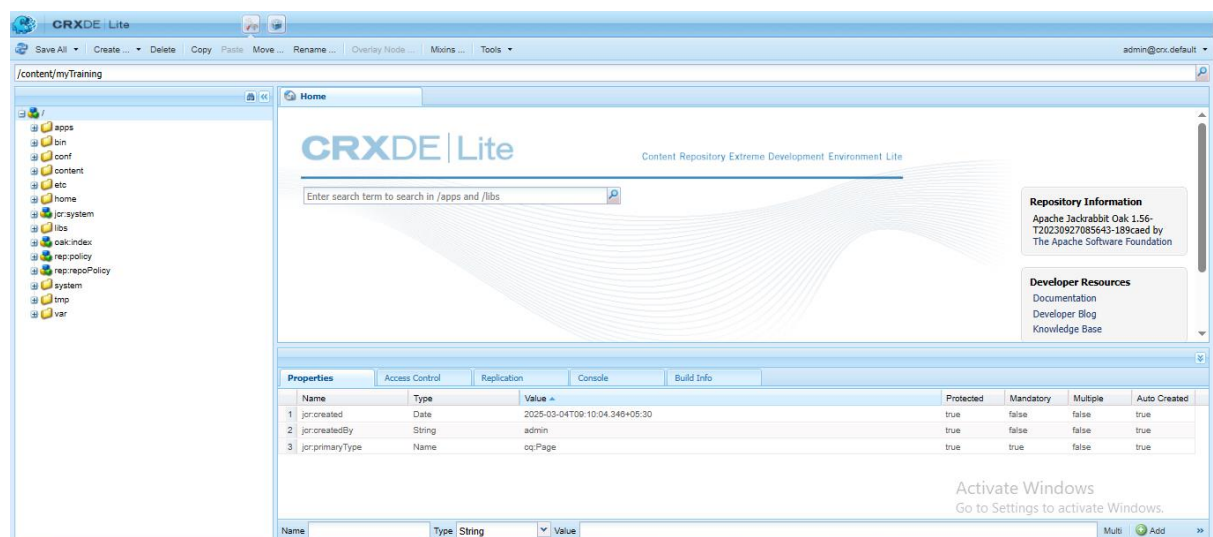 CRXDE Lite
Save All Create ... Delete Copy Paste Move ... Rename ... Overlay Node ... Mixins ... Tools admin@crx.default
/content/myTraining
Home
/
apps
bin
conf
content
etc
home
jcr:system
libs
oak:index
rep:policy
rep:repoPolicy
system
tmp
var
CRXDE Lite
Content Repository Extreme Development Environment Lite
Enter search term to search in /apps and /libs
Repository Information
Apache Jackrabbit Oak 1.56-
T20230927085643-189caed by
The Apache Software Foundation
Developer Resources
Documentation
Developer Blog
Knowledge Base
Properties Access Control Replication Console Build Info
Name Type Value Protected Mandatory Multiple Auto Created
1 jcr:created Date 2025-03-04T09:10:04.346+05:30 true false false true
2 jcr:createdBy String admin true false false true
3 jcr:primaryType Name cq:Page true true false true
Activate Windows
Go to Settings to activate Windows.
Name Type String Value Multi Add